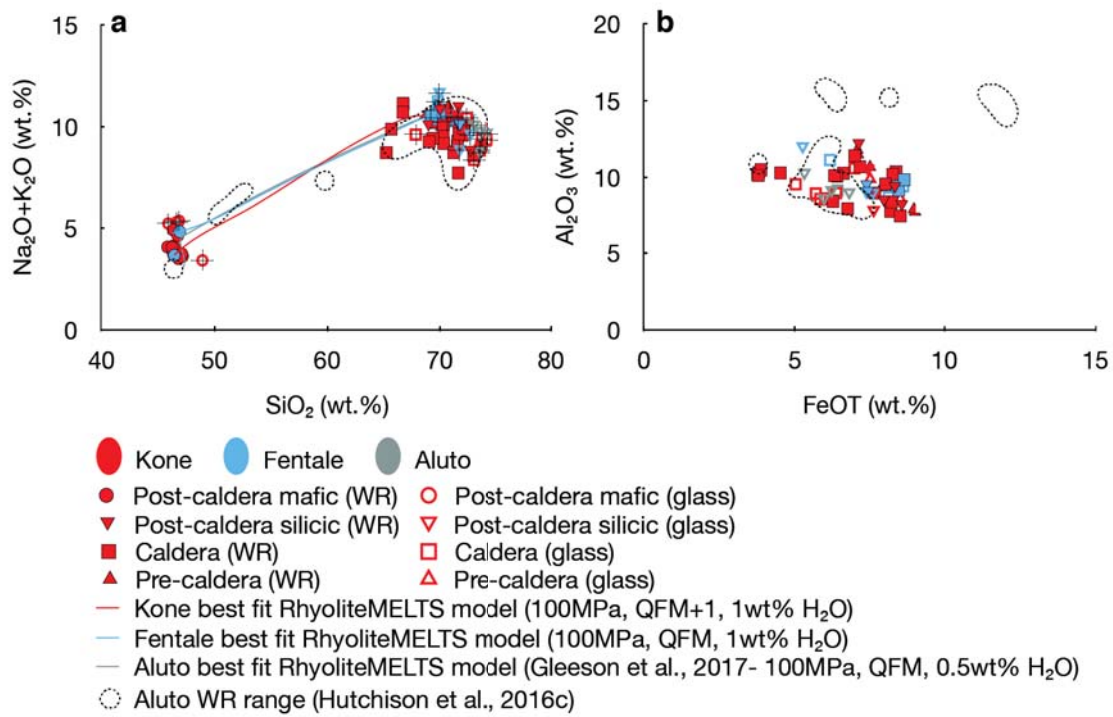 a
b
15
10
5
0
Na₂O+K₂O (wt.%)
40 50 60 70 80
SiO₂ (wt.%)
20
15
10
5
0
Al₂O₃ (wt.%)
0 5 10 15
FeOT (wt.%)
Kone Fentale Aluto
Post-caldera mafic (WR) Post-caldera mafic (glass)
Post-caldera silicic (WR) Post-caldera silicic (glass)
Caldera (WR) Caldera (glass)
Pre-caldera (WR) Pre-caldera (glass)
Kone best fit RhyoliteMELTS model (100MPa, QFM+1, 1wt% H₂O)
Fentale best fit RhyoliteMELTS model (100MPa, QFM, 1wt% H₂O)
Aluto best fit RhyoliteMELTS model (Gleeson et al., 2017- 100MPa, QFM, 0.5wt% H₂O)
Aluto WR range (Hutchison et al., 2016c)